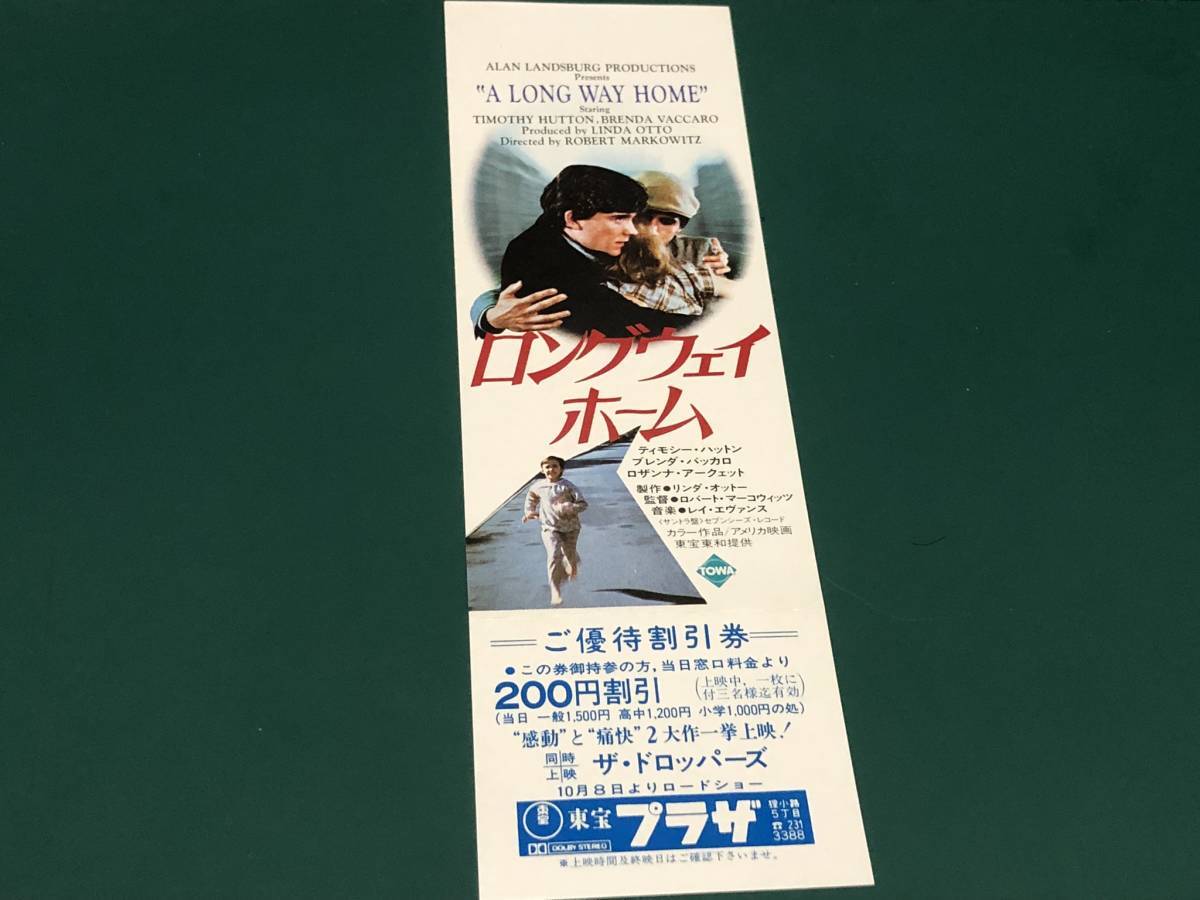 ALAN LANDSBURG PRODUCTIONS
Presents
"A LONG WAY HOME"
Staring
TIMOTHY HUTTON, BRENDA VACCARO
Produced by LINDA OTTO
Directed by ROBERT MARKOWITZ
ロングウェイ
ホーム
ティモシー・ハットン
ブレンダ・バッカロ
ロザンナ・アークェット
製作●リンダ・オットー
監督●ロバート・マーコウィッツ
音楽●レイ・エヴァンス
〈サントラ盤〉セブンシーズ・レコード
カラー作品/アメリカ映画
東宝東和提供
TOWA
ご優待割引券
●この券御持参の方,当日窓口料金より
200円割引
(上映中,一枚に
付三名様迄有効)
(当日 一般1,500円 高中1,200円 小学1,000円の処)
"感動"と"痛快"2大作一挙上映!
同時
上映
ザ・ドロッパーズ
10月8日よりロードショー
東宝
東宝 プラザ
狸小路
5丁目
☎231
3388
DOLBY STEREO
※上映時間及終映日はご確認下さいませ。